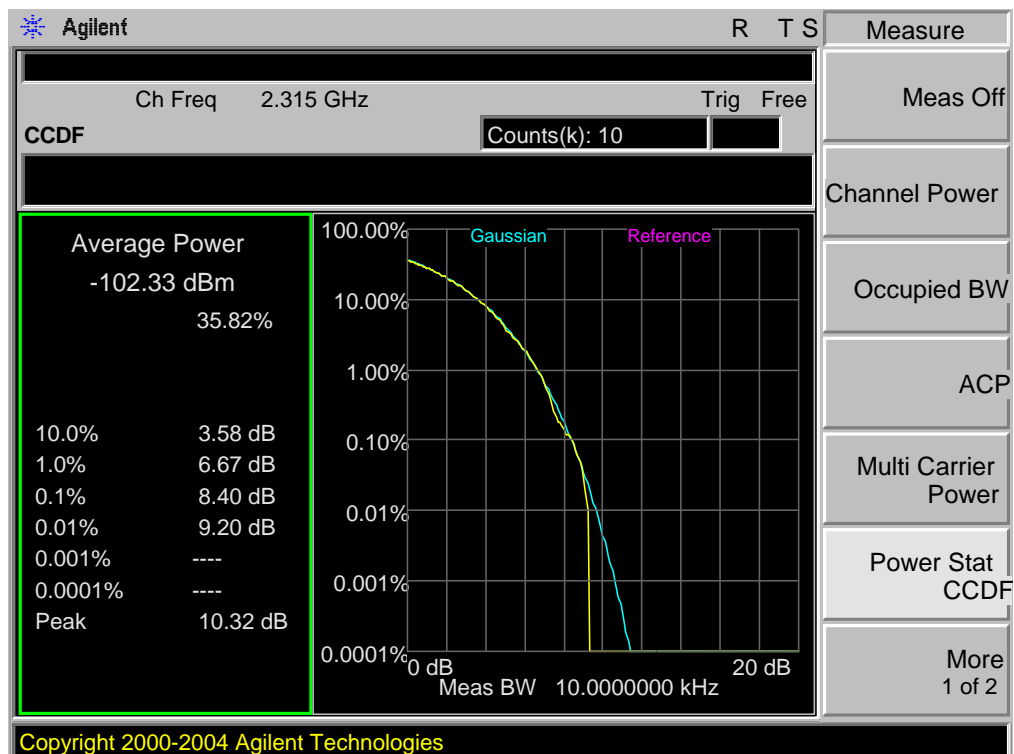 Agilent
R T S
Measure
Ch Freq 2.315 GHz
Trig Free
CCDF
Counts(k): 10
Meas Off
Channel Power
Occupied BW
ACP
Multi Carrier
Power
Power Stat
CCDF
More
1 of 2
Average Power
-102.33 dBm
35.82%
10.0% 3.58 dB
1.0% 6.67 dB
0.1% 8.40 dB
0.01% 9.20 dB
0.001% ----
0.0001% ----
Peak 10.32 dB
Gaussian Reference
100.00%
10.00%
1.00%
0.10%
0.01%
0.001%
0.0001%
0 dB 20 dB
Meas BW 10.0000000 kHz
Copyright 2000-2004 Agilent Technologies